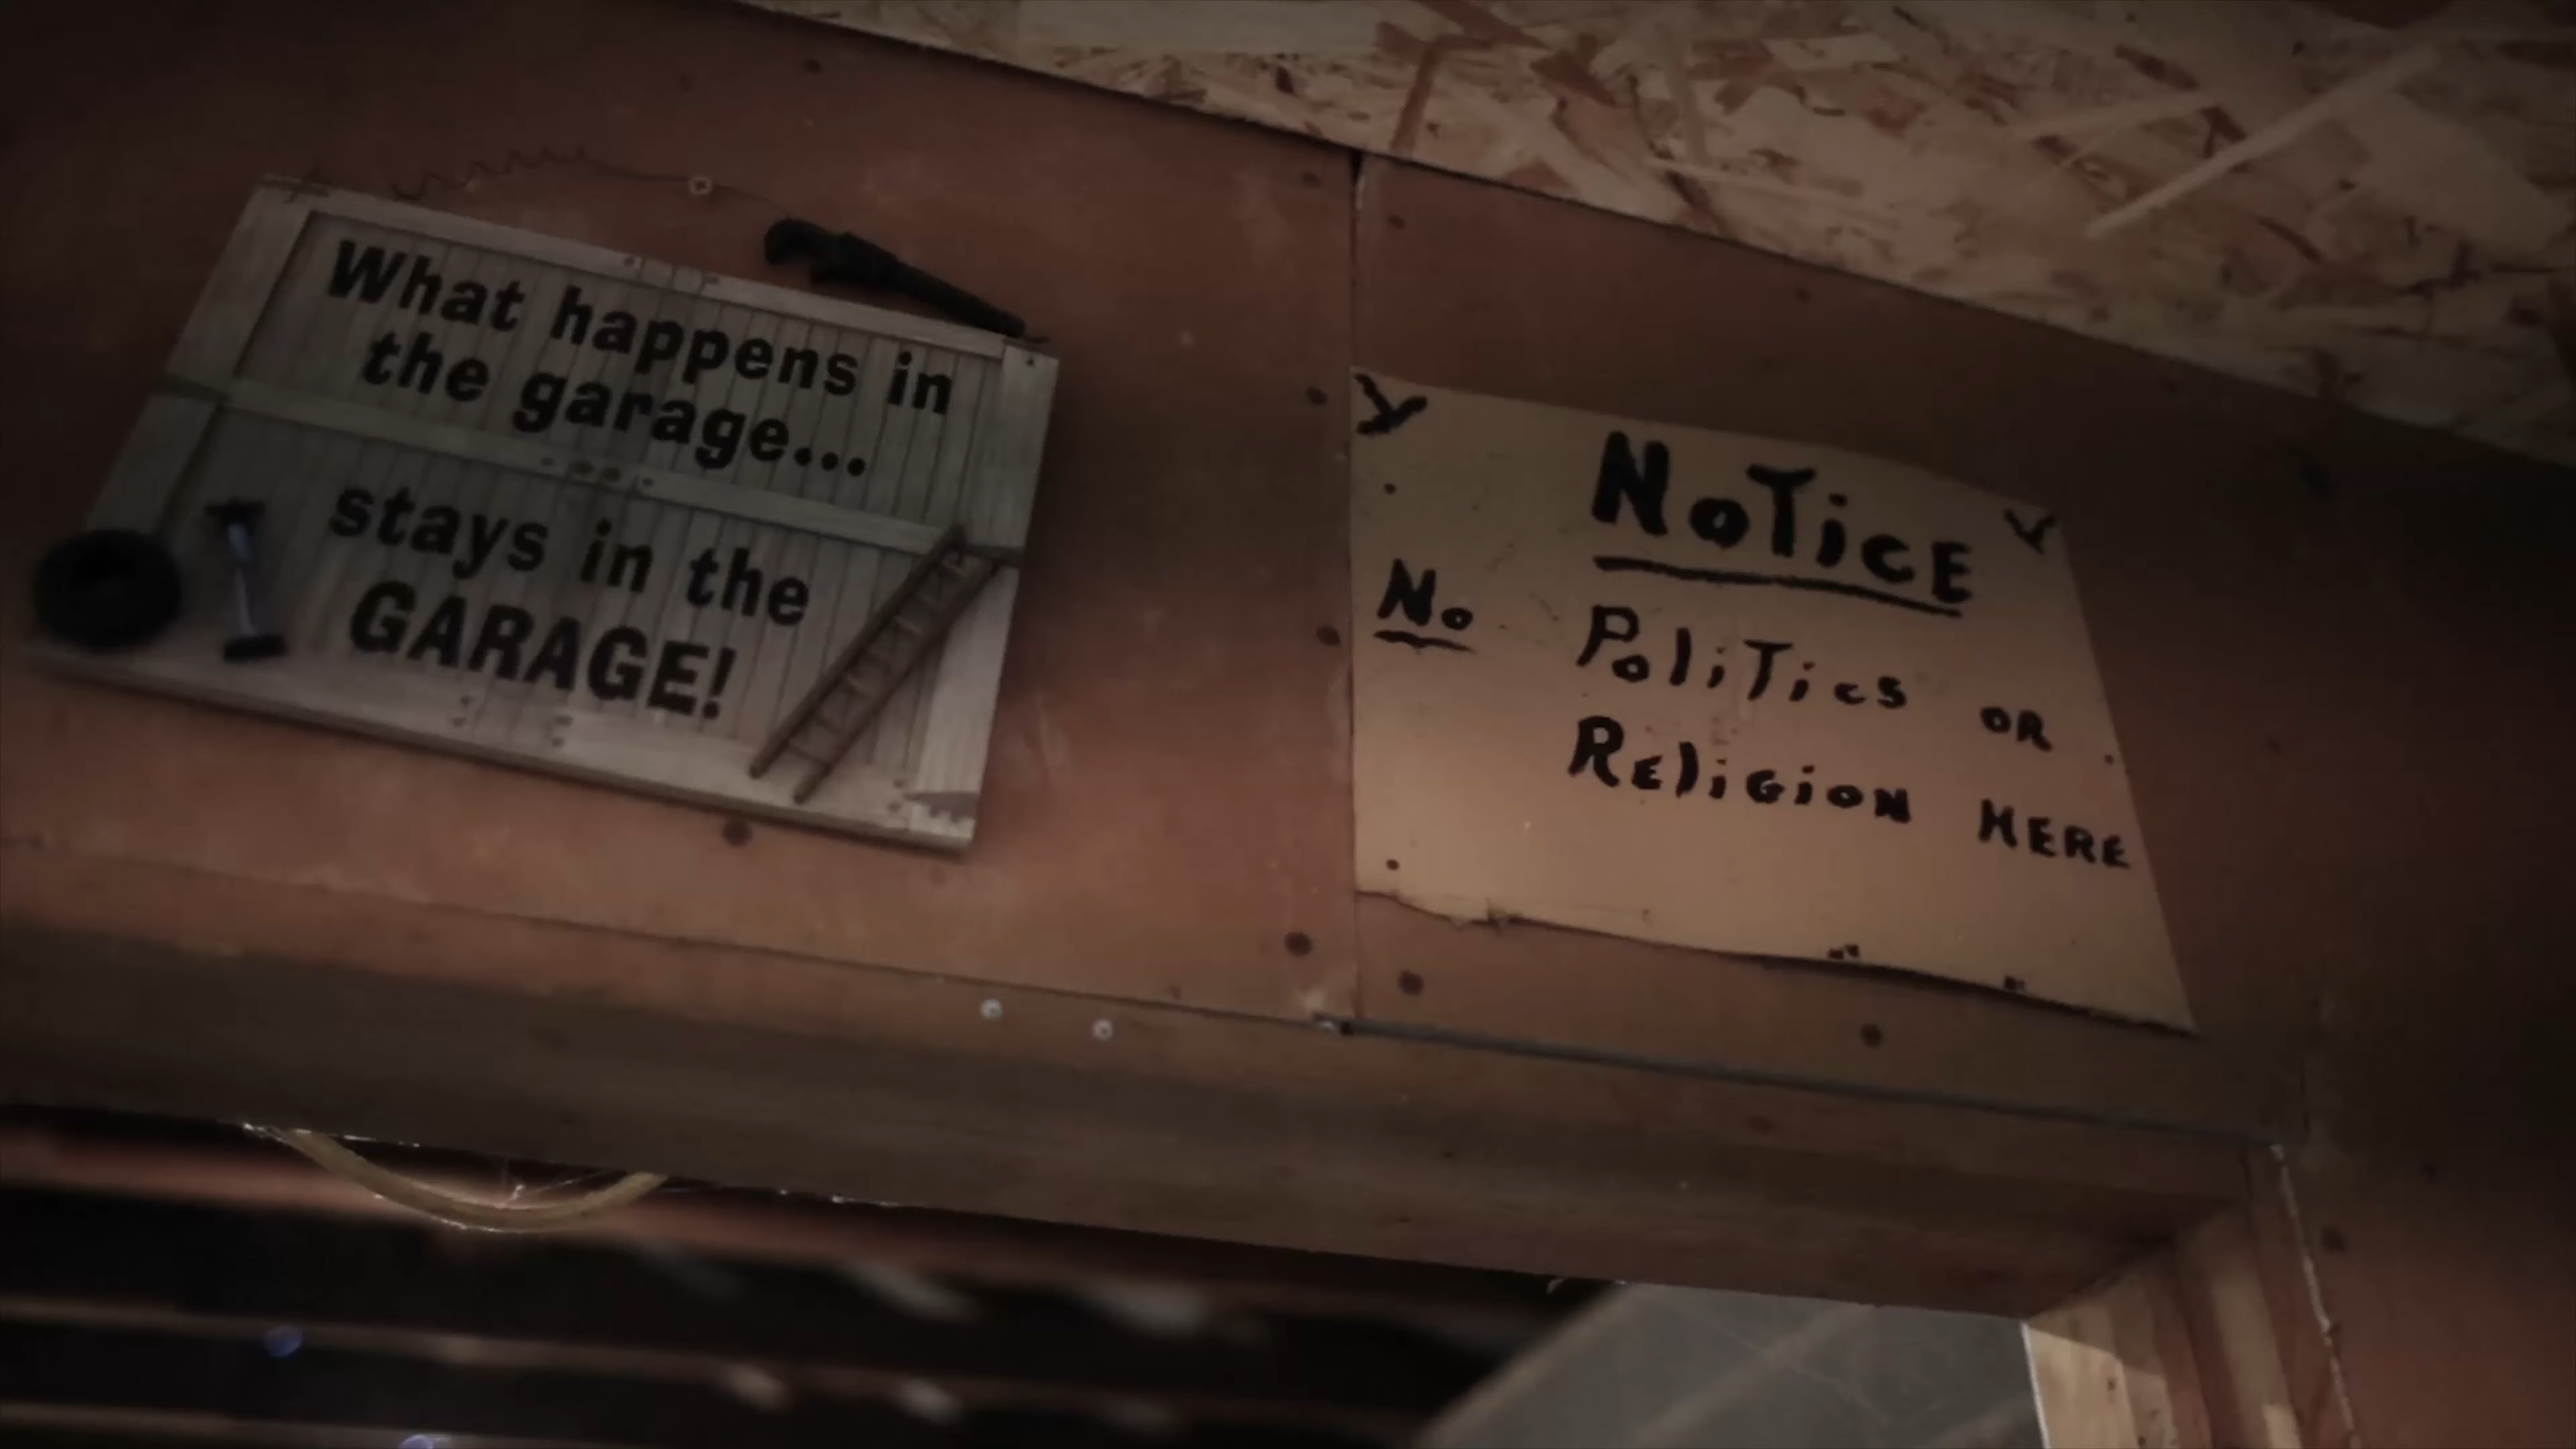 What happens in
the garage...
stays in the
GARAGE!
NoTicE
No PoliTics oR
REliGioN HERE